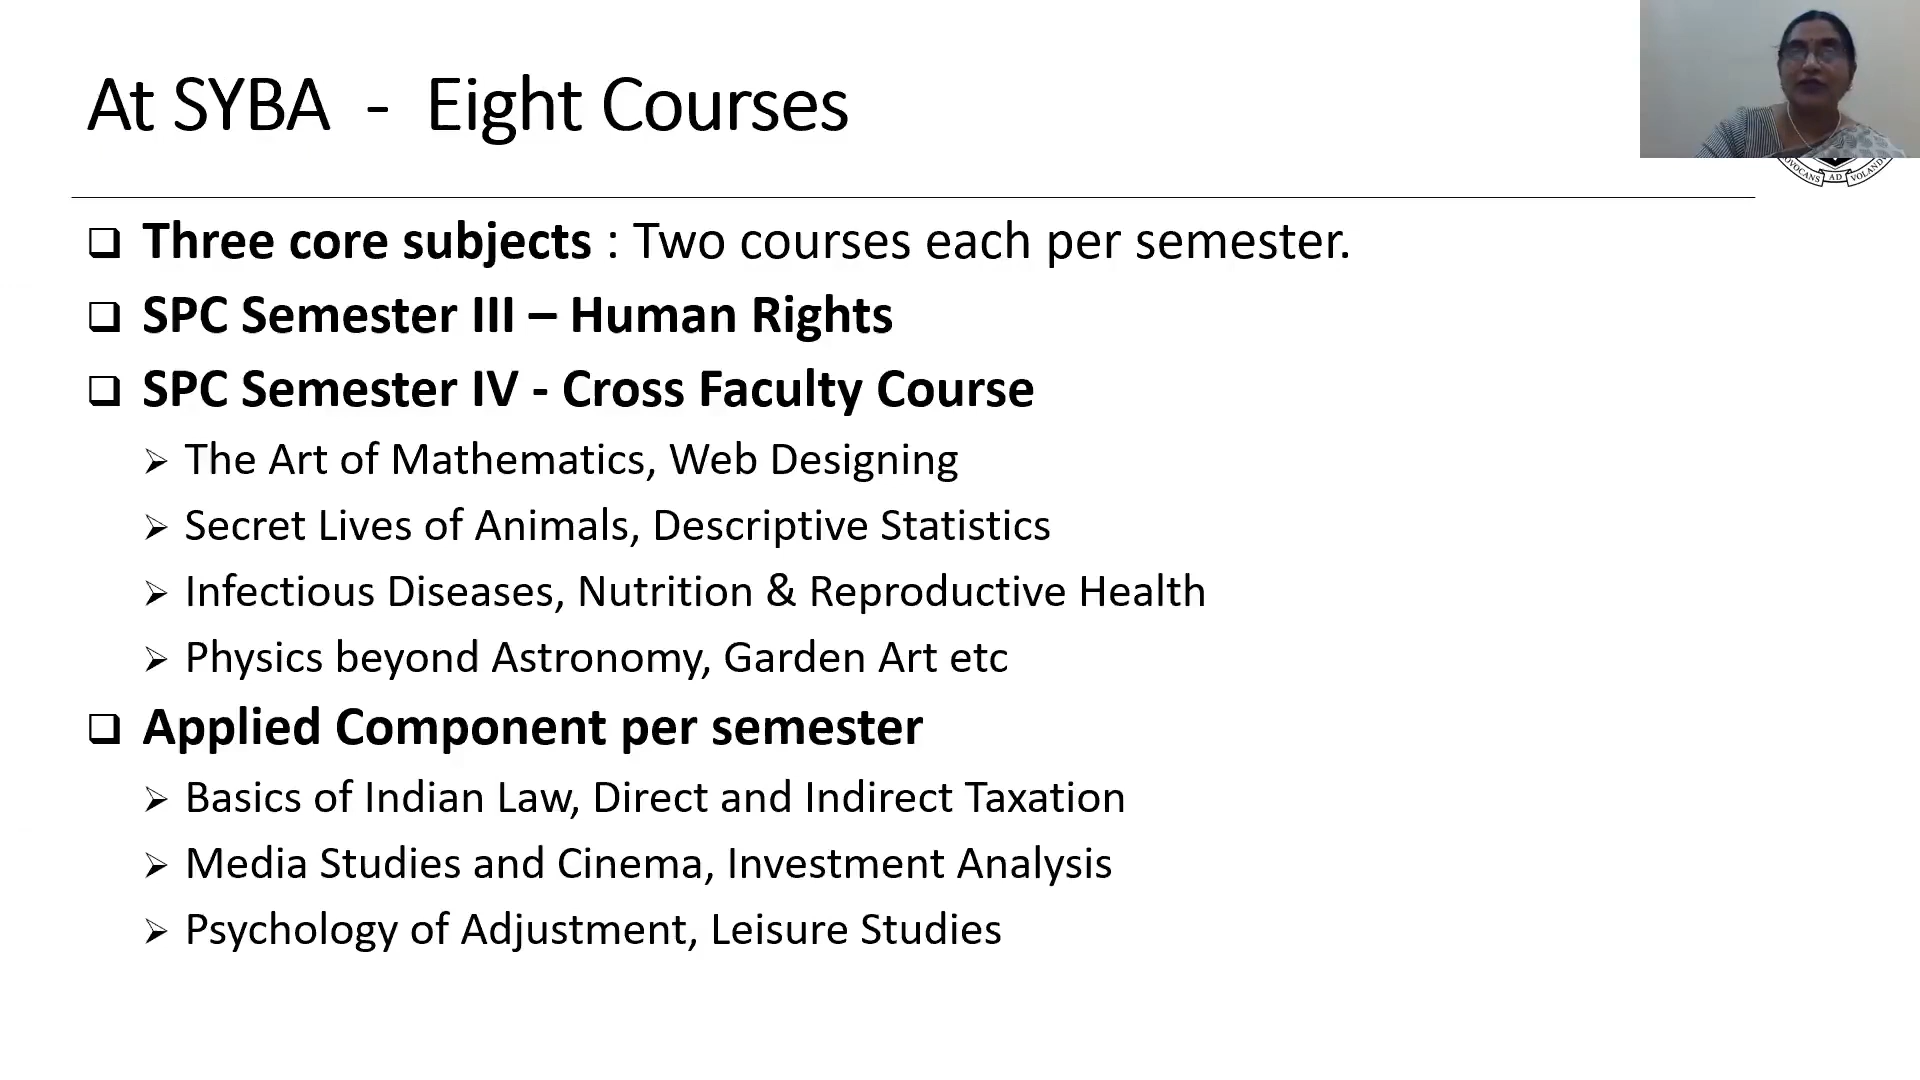 At SYBA - Eight Courses
VOCANS AD VOLAND
Three core subjects : Two courses each per semester.
SPC Semester III – Human Rights
SPC Semester IV - Cross Faculty Course
The Art of Mathematics, Web Designing
Secret Lives of Animals, Descriptive Statistics
Infectious Diseases, Nutrition & Reproductive Health
Physics beyond Astronomy, Garden Art etc
Applied Component per semester
Basics of Indian Law, Direct and Indirect Taxation
Media Studies and Cinema, Investment Analysis
Psychology of Adjustment, Leisure Studies